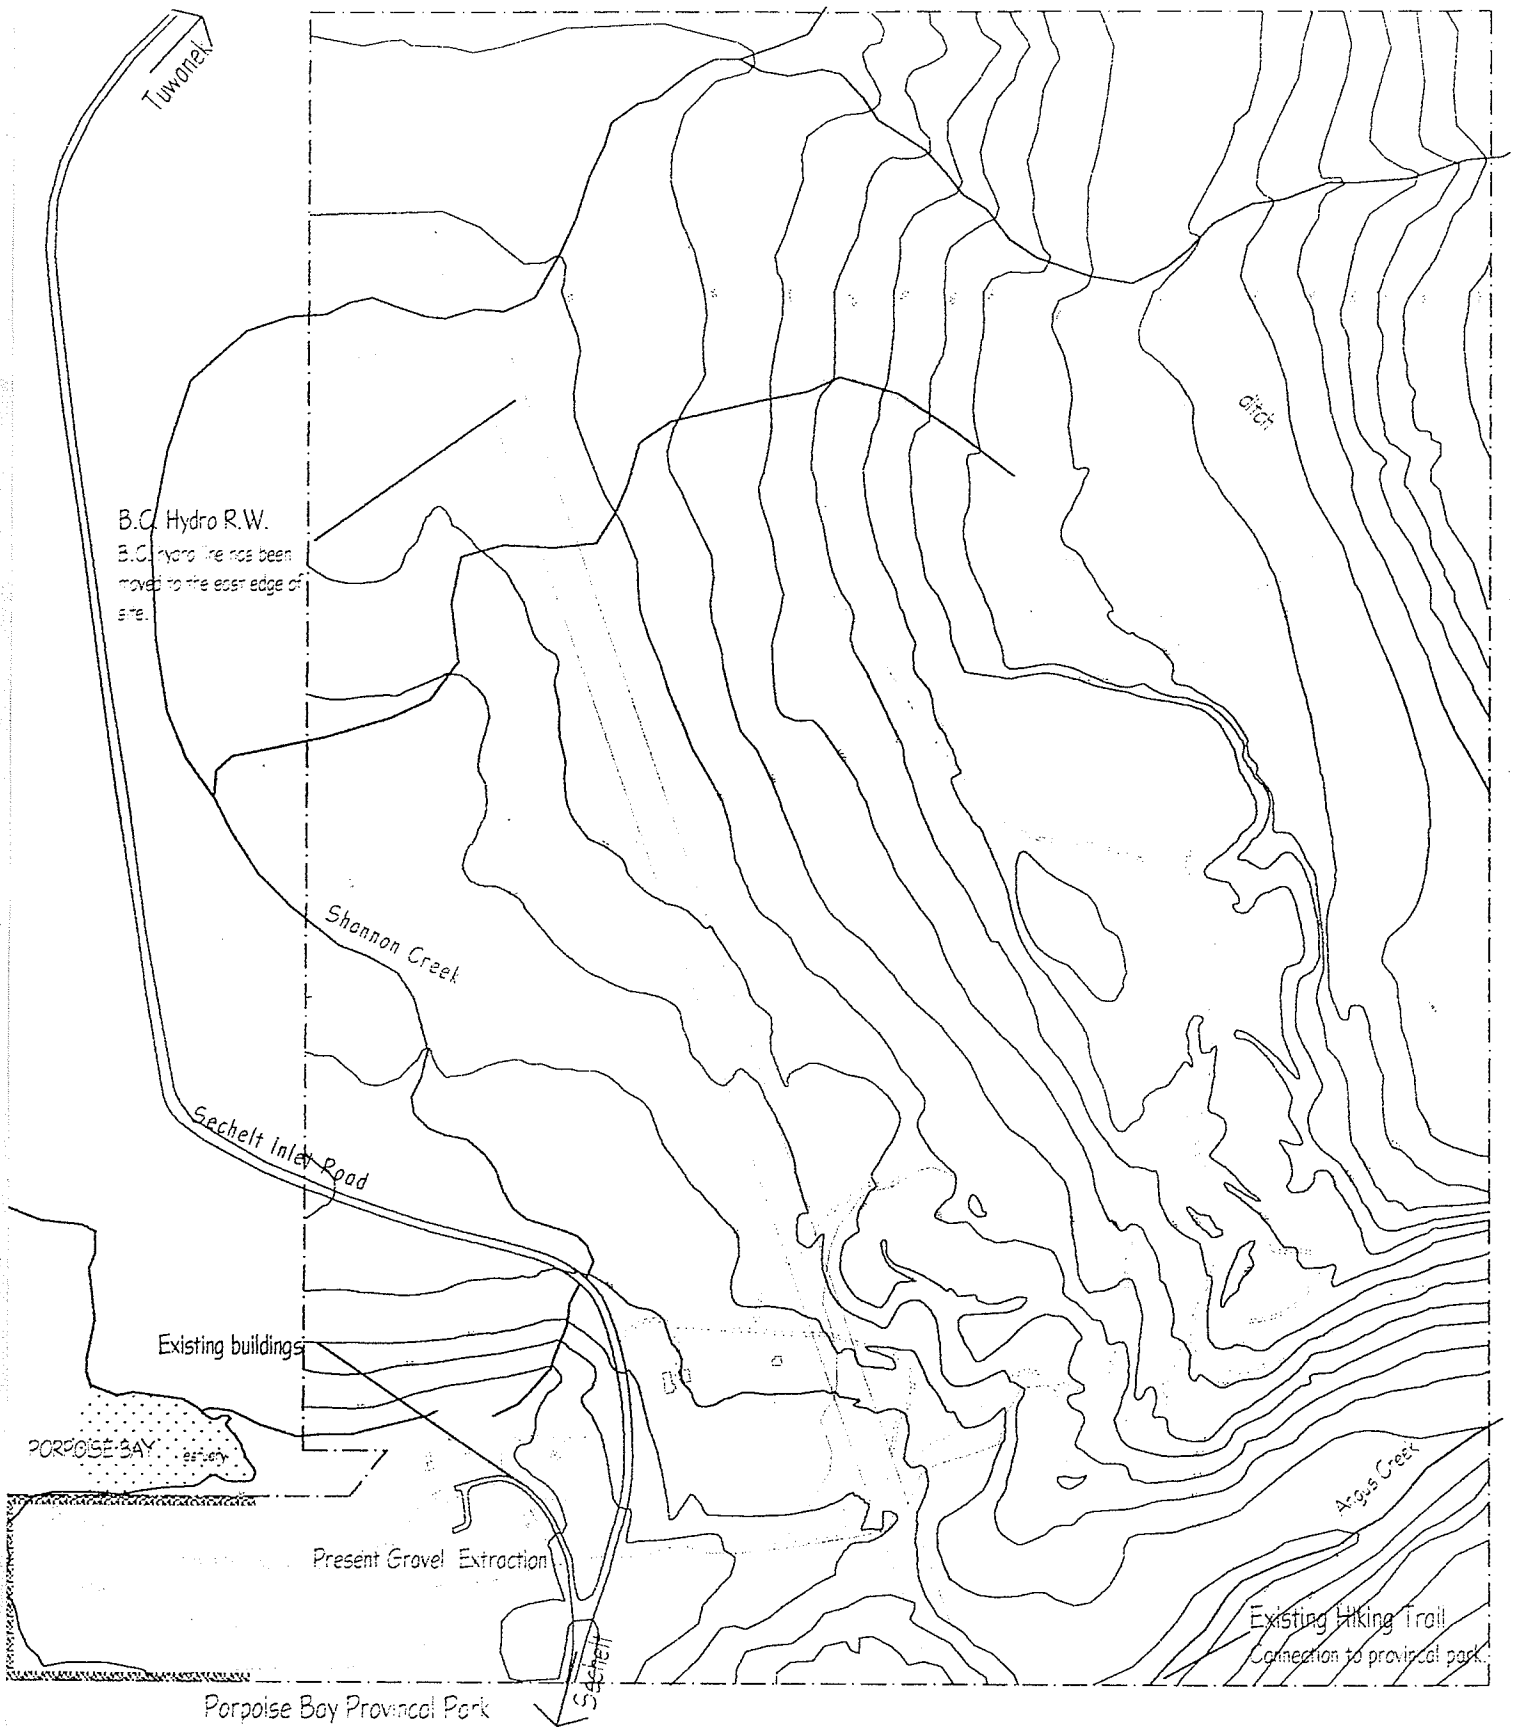 Tuwanek
ditch
B.C. Hydro R.W.
B.C. hydro line has been
moved to the east edge of
site.
Shannon Creek
Sechelt Inlet Road
Existing buildings
PORPOISE BAY
estuary
Angus Creek
Present Gravel Extraction
Existing Hiking Trail
Connection to provincal park.
Sechelt
Porpoise Bay Provincal Park